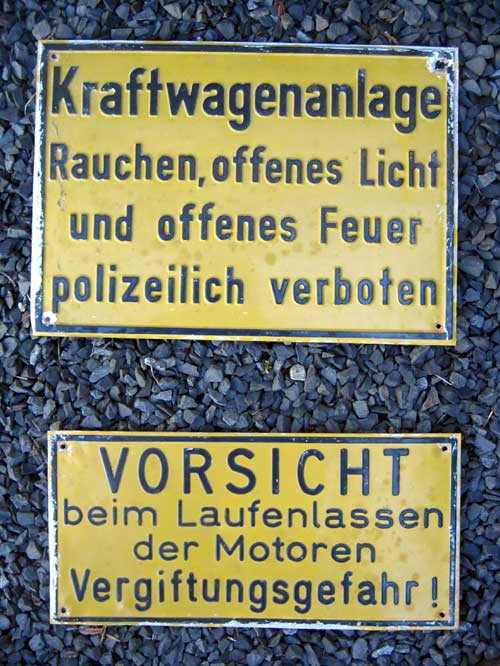 Kraftwagenanlage
Rauchen, offenes Licht
und offenes Feuer
polizeilich verboten
VORSICHT
beim Laufenlassen
der Motoren
Vergiftungsgefahr!